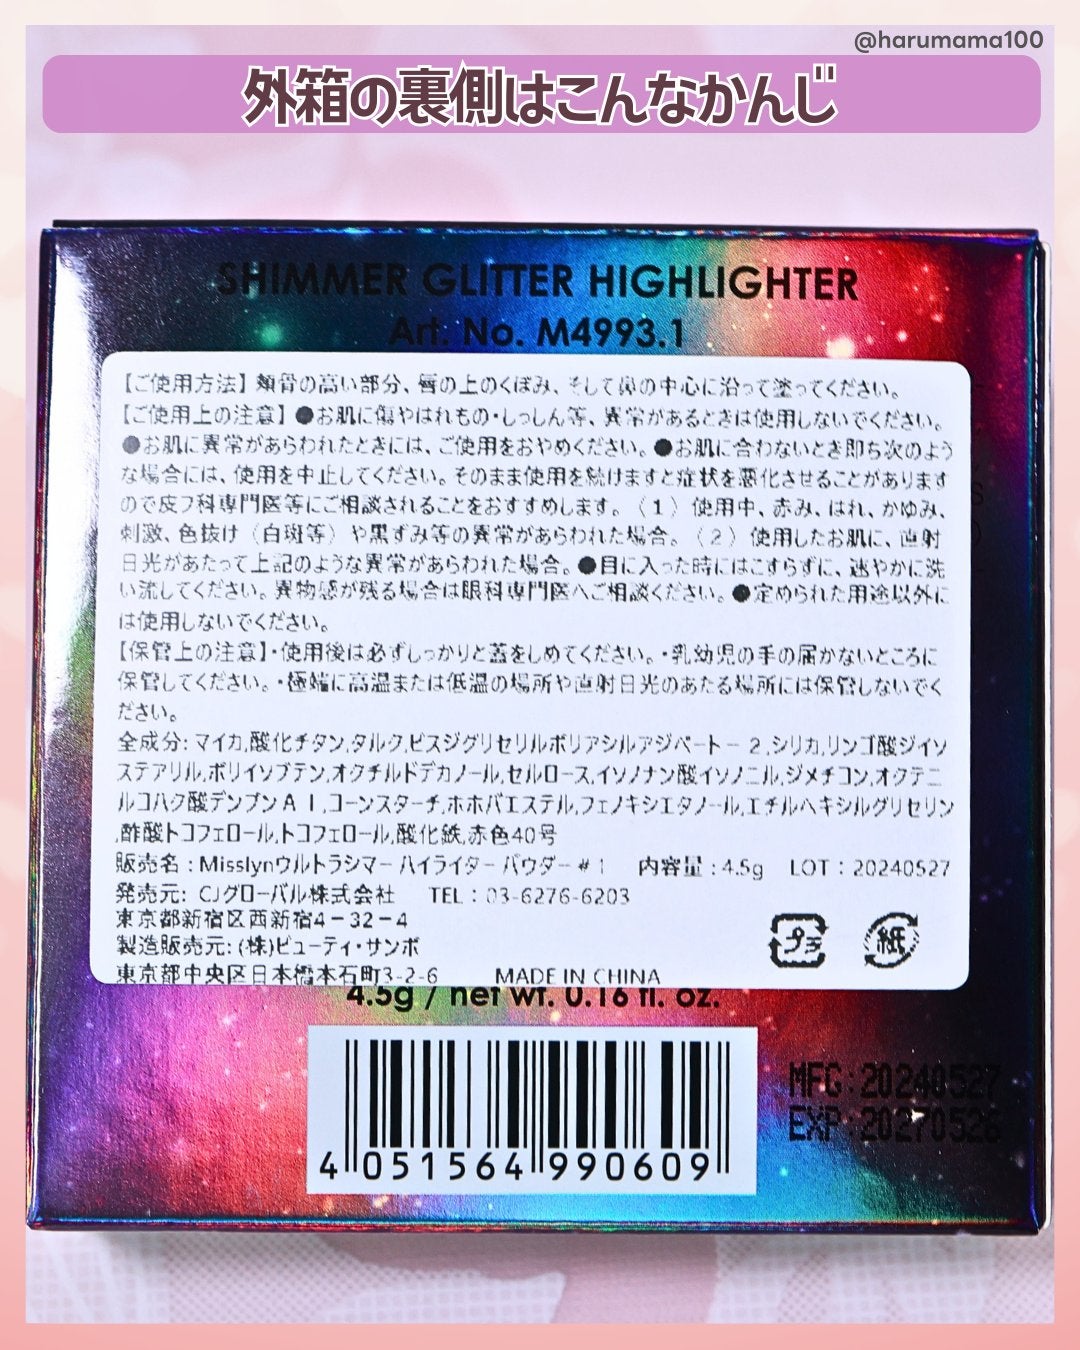 @harumama100
外箱の裏側はこんなかんじ
SHIMMER GLITTER HIGHLIGHTER
Art. No. M4993.1
【ご使用方法】頬骨の高い部分、唇の上のくぼみ、そして鼻の中心に沿って塗ってください。
【ご使用上の注意】●お肌に傷やはれもの・しっしん等、異常があるときは使用しないでください。
●お肌に異常があらわれたときには、ご使用をおやめください。●お肌に合わないとき即ち次のよう
な場合には、使用を中止してください。そのまま使用を続けますと症状を悪化させることがあります
ので皮フ科専門医等にご相談されることをおすすめします。（１）使用中、赤み、はれ、かゆみ、
刺激、色抜け（白斑等）や黒ずみ等の異常があらわれた場合。（２）使用したお肌に、直射
日光があたって上記のような異常があらわれた場合。●目に入った時にはこすらずに、速やかに洗
い流してください。異物感が残る場合は眼科専門医へご相談ください。●定められた用途以外に
は使用しないでください。
【保管上の注意】・使用後は必ずしっかりと蓋をしめてください。・乳幼児の手の届かないところに
保管してください。・極端に高温または低温の場所や直射日光のあたる場所には保管しないでく
ださい。
全成分:マイカ,酸化チタン,タルク,ビスジグリセリルポリアシルアジペート－２,シリカ,リンゴ酸ジイソ
ステアリル,ポリイソブテン,オクチルドデカノール,セルロース,イソノナン酸イソノニル,ジメチコン,オクテニ
ルコハク酸デンプンＡｌ,コーンスターチ,ホホバエステル,フェノキシエタノール,エチルヘキシルグリセリン
,酢酸トコフェロール,トコフェロール,酸化鉄,赤色40号
販売名：Misslynウルトラシマー ハイライター パウダー＃1 内容量：4.5g LOT：20240527
発売元: CJグローバル株式会社 TEL：03-6276-6203
東京都新宿区西新宿4－32－4
製造販売元: (株)ビューティ・サンボ
東京都中央区日本橋本石町3-2-6 MADE IN CHINA
プラ 紙
4.5g / net wt. 0.16 fl. oz.
MFG:20240527
EXP:20270526
4 051564 990609